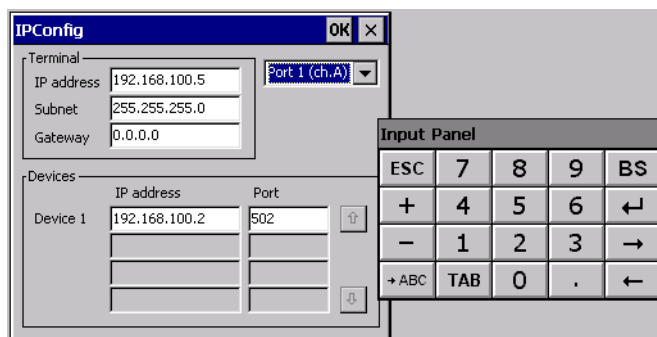 IPConfig OK ×
Terminal
IP address 192.168.100.5 Port 1 (ch.A)
Subnet 255.255.255.0
Gateway 0.0.0.0
Devices
IP address Port
Device 1 192.168.100.2 502
Input Panel
ESC 7 8 9 BS
+ 4 5 6 ↵
− 1 2 3 →
→ABC TAB 0 . ←